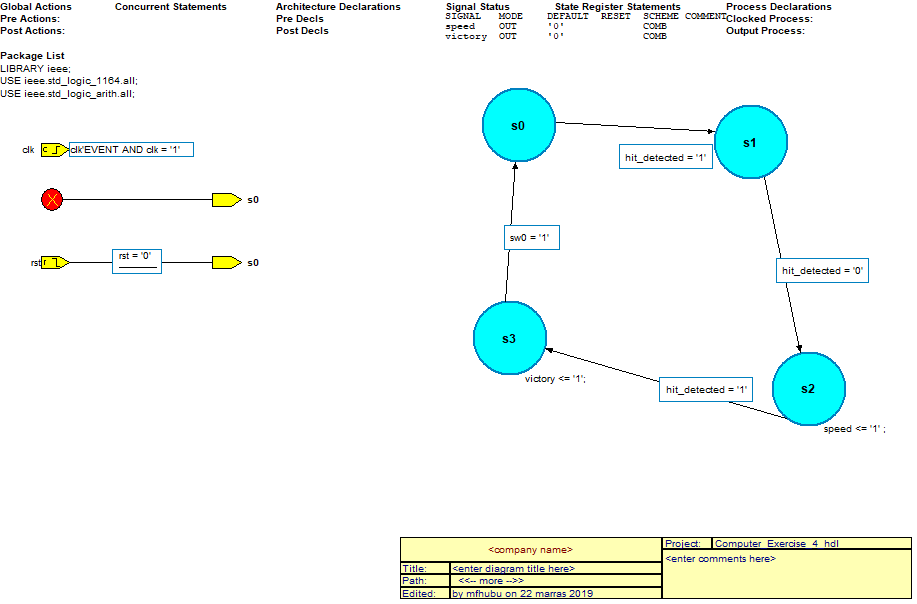 Global Actions
Pre Actions:
Post Actions:
Concurrent Statements
Architecture Declarations
Pre Decls
Post Decls
Signal Status
SIGNAL MODE DEFAULT RESET SCHEME COMMENT
speed OUT '0' COMB
victory OUT '0' COMB
State Register Statements
Process Declarations
Clocked Process:
Output Process:
Package List
LIBRARY ieee;
USE ieee.std_logic_1164.all;
USE ieee.std_logic_arith.all;
clk
c
clk'EVENT AND clk = '1'
s0
rst
r
rst = '0'
s0
s0
s1
hit_detected = '1'
sw0 = '1'
hit_detected = '0'
s3
victory <= '1';
hit_detected = '1'
s2
speed <= '1' ;
<company name>
Title: <enter diagram title here>
Path: <<-- more -->>
Edited: by mfhubu on 22 marras 2019
Project: Computer_Exercise_4_hdl
<enter comments here>